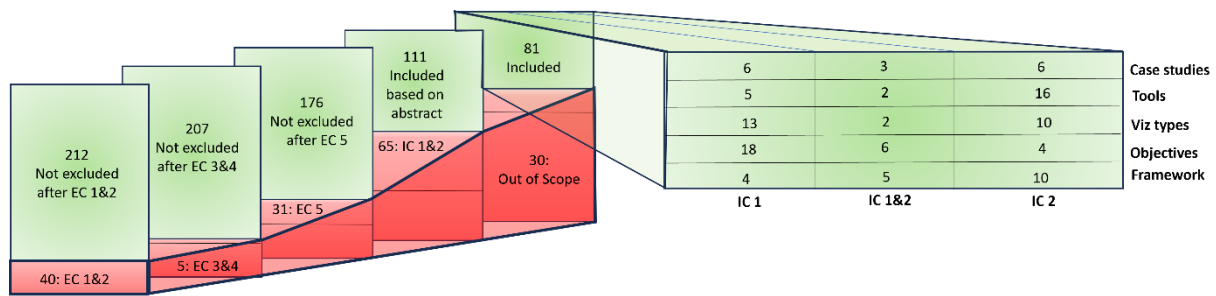 212
Not excluded
after EC 1&2
40: EC 1&2
207
Not excluded
after EC 3&4
5: EC 3&4
176
Not excluded
after EC 5
31: EC 5
111
Included
based on
abstract
65: IC 1&2
81
Included
30:
Out of Scope
6 3 6 Case studies
5 2 16 Tools
13 2 10 Viz types
18 6 4 Objectives
4 5 10 Framework
IC 1 IC 1&2 IC 2